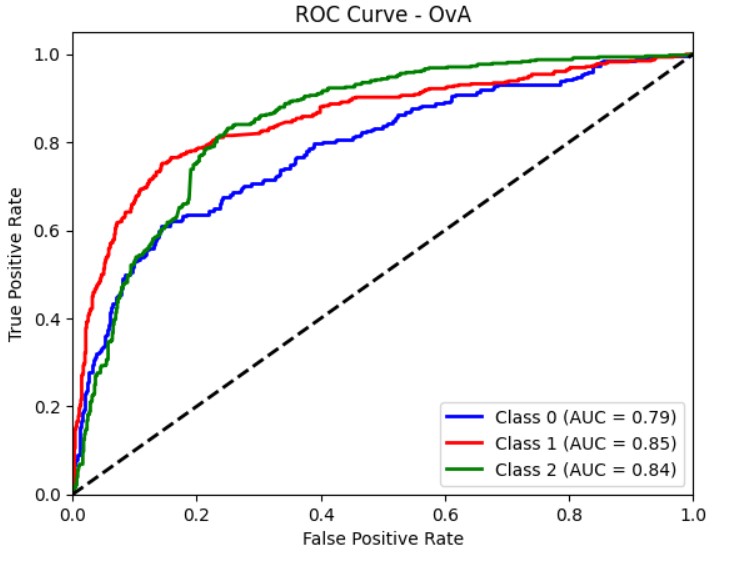 ROC Curve - OvA
True Positive Rate
1.0
0.8
0.6
0.4
0.2
0.0
Class 0 (AUC = 0.79)
Class 1 (AUC = 0.85)
Class 2 (AUC = 0.84)
0.0 0.2 0.4 0.6 0.8 1.0
False Positive Rate